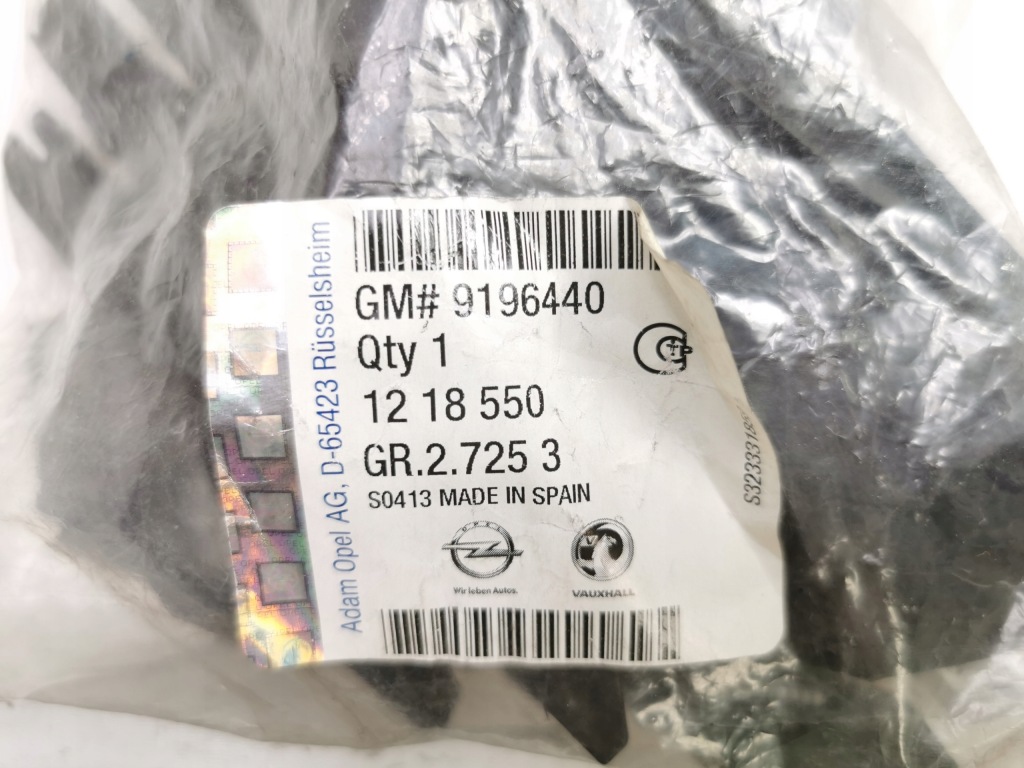 Adam Opel AG, D-65423 Rüsselsheim
GM# 9196440
Qty 1
12 18 550
GR.2.725 3
S0413 MADE IN SPAIN
OPEL
Wir leben Autos.
VAUXHALL